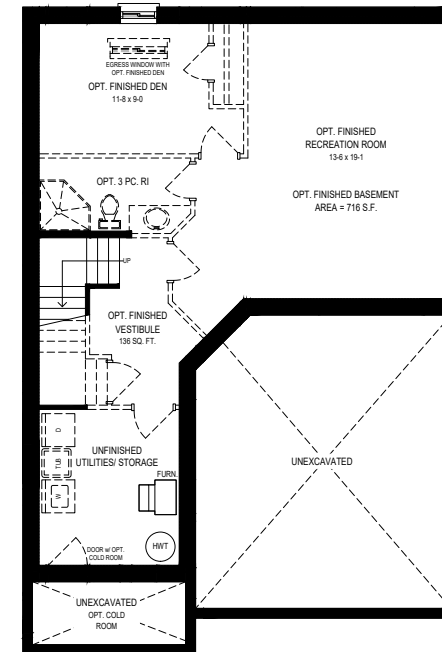 EGRESS WINDOW WITH
OPT. FINISHED DEN
OPT. FINISHED DEN
11-8 x 9-0
OPT. FINISHED
RECREATION ROOM
13-6 x 19-1
OPT. 3 PC. RI
OPT. FINISHED BASEMENT
AREA = 716 S.F.
UP
OPT. FINISHED
VESTIBULE
136 SQ. FT.
D
TUB
W
UNFINISHED
UTILITIES/ STORAGE
FURN.
UNEXCAVATED
HWT
DOOR w/ OPT.
COLD ROOM
UNEXCAVATED
OPT. COLD
ROOM